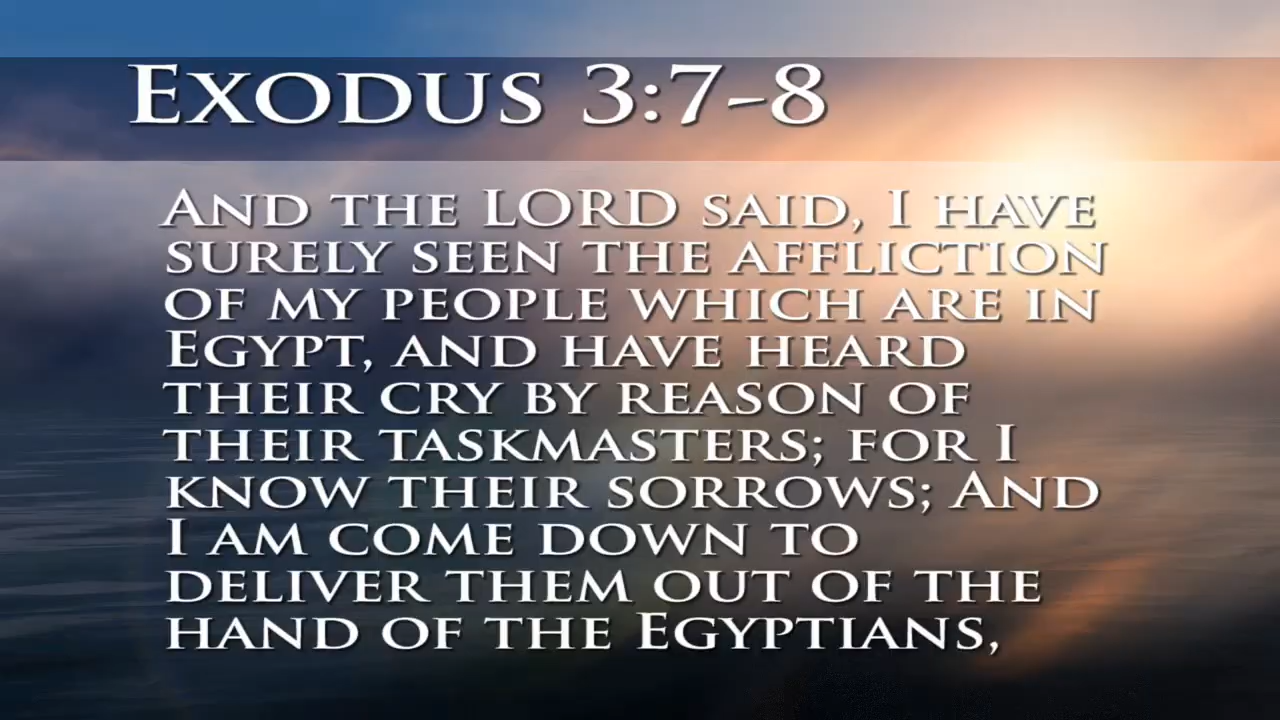 Exodus 3:7-8
And the LORD said, I have
surely seen the affliction
of my people which are in
Egypt, and have heard
their cry by reason of
their taskmasters; for I
know their sorrows; And
I am come down to
deliver them out of the
hand of the Egyptians,